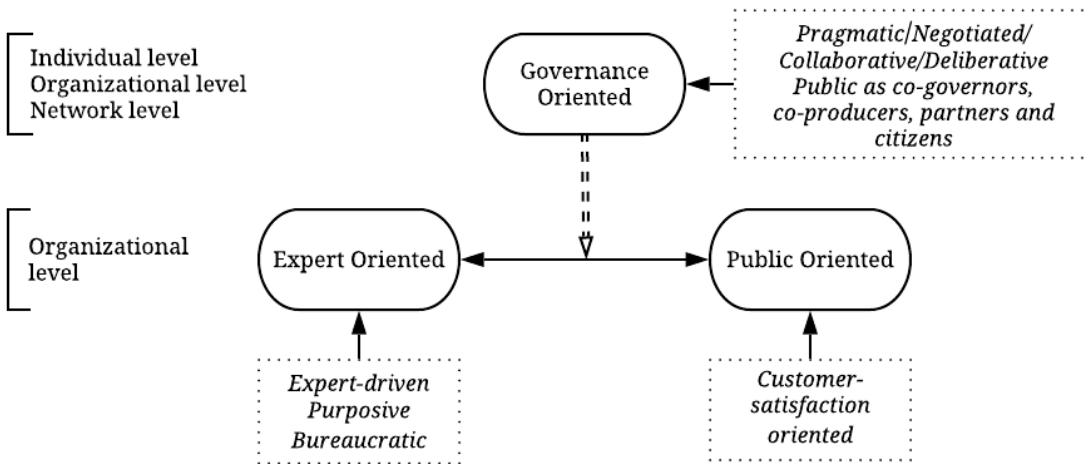 Individual level
Organizational level
Network level
Governance
Oriented
Pragmatic/Negotiated/
Collaborative/Deliberative
Public as co-governors,
co-producers, partners and
citizens
Organizational
level
Expert Oriented
Public Oriented
Expert-driven
Purposive
Bureaucratic
Customer-
satisfaction
oriented